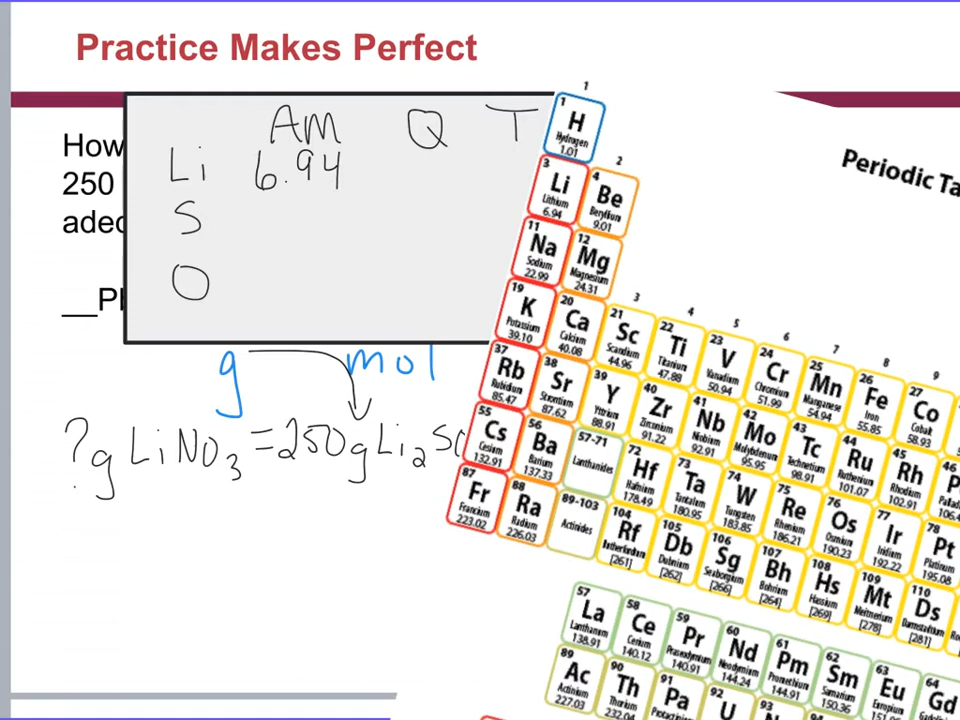 Practice Makes Perfect
How
250
adec
__Pl
Am Q T
Li 6.94
S
O
g mol
? g LiNO3 = 250 g Li2 SO
Periodic Ta
1
1 H Hydrogen 1.01
2
3 Li Lithium 6.94
4 Be Beryllium 9.01
11 Na Sodium 22.99
12 Mg Magnesium 24.31
3 4 5 6 7 8 9
19 K Potassium 39.10
20 Ca Calcium 40.08
21 Sc Scandium 44.96
22 Ti Titanium 47.88
23 V Vanadium 50.94
24 Cr Chromium 51.99
25 Mn Manganese 54.94
26 Fe Iron 55.85
27 Co Cobalt 58.93
37 Rb Rubidium 85.47
38 Sr Strontium 87.62
39 Y Yttrium 88.91
40 Zr Zirconium 91.22
41 Nb Niobium 92.91
42 Mo Molybdenum 95.95
43 Tc Technetium 98.91
44 Ru Ruthenium 101.07
45 Rh Rhodium 102.91
46 P Pallad 106.4
55 Cs Cesium 132.91
56 Ba Barium 137.33
57-71 Lanthanides
72 Hf Hafnium 178.49
73 Ta Tantalum 180.95
74 W Tungsten 183.85
75 Re Rhenium 186.21
76 Os Osmium 190.23
77 Ir Iridium 192.22
78 Pt Platinum 195.08
87 Fr Francium 223.02
88 Ra Radium 226.03
89-103 Actinides
104 Rf Rutherfordium [261]
105 Db Dubnium [262]
106 Sg Seaborgium [266]
107 Bh Bohrium [264]
108 Hs Hassium [269]
109 Mt Meitnerium [278]
110 Ds Darmstadtium [281]
57 La Lanthanum 138.91
58 Ce Cerium 140.12
59 Pr Praseodymium 140.91
60 Nd Neodymium 144.24
61 Pm Promethium 144.91
62 Sm Samarium 150.36
63 Eu Europium
64 Gd
89 Ac Actinium 227.03
90 Th Thorium 232.04
91 Pa
92 U
93